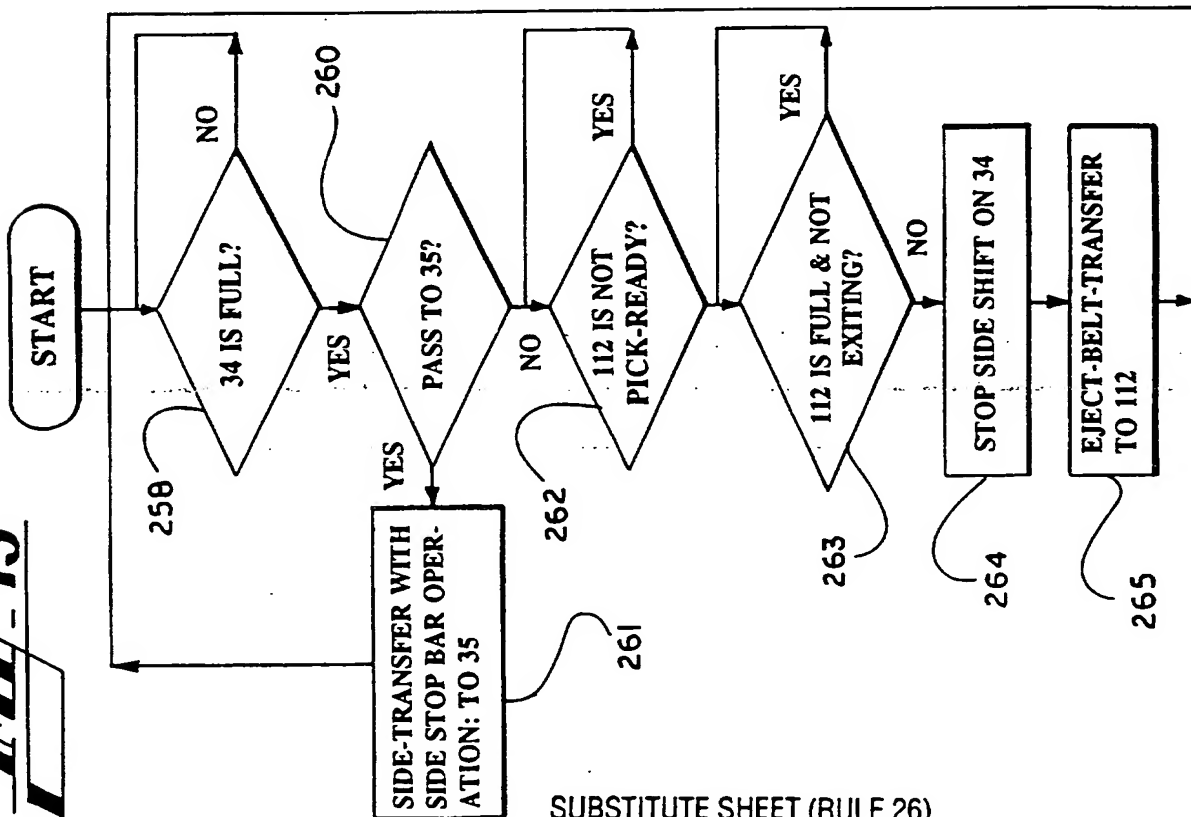 START
34 IS FULL?
NO
258
YES
260
PASS TO 35?
YES
SIDE-TRANSFER WITH
SIDE STOP BAR OPER-
ATION: TO 35
261
NO
262
112 IS NOT
PICK-READY?
YES
112 IS FULL & NOT
EXITING?
YES
263
NO
STOP SIDE SHIFT ON 34
264
EJECT-BELT-TRANSFER
TO 112
265
SUBSTITUTE SHEET (RULE 26)